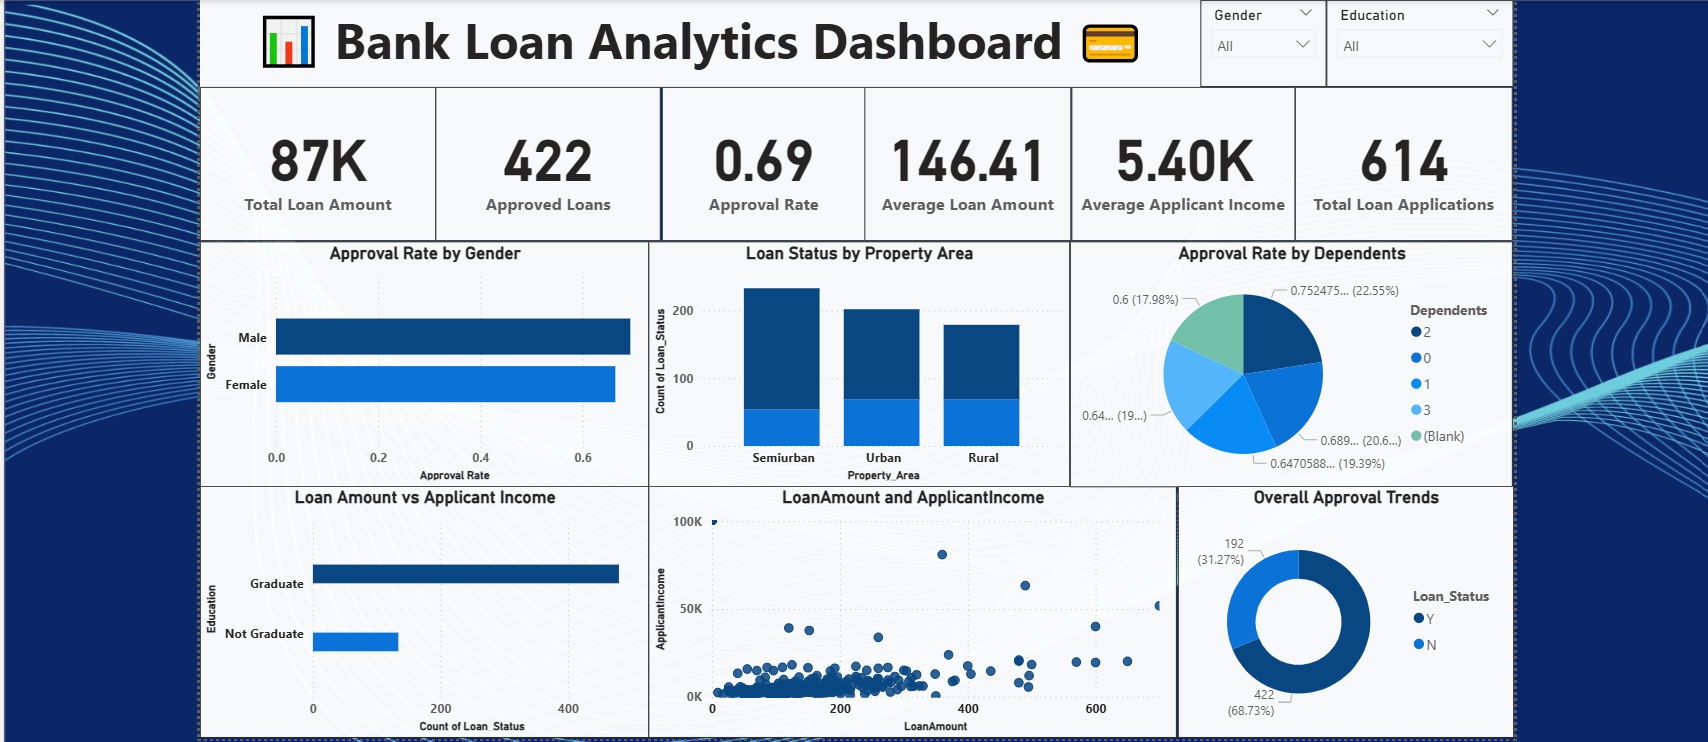 Bank Loan Analytics Dashboard
Gender
All
Education
All
87K
Total Loan Amount
422
Approved Loans
0.69
Approval Rate
146.41
Average Loan Amount
5.40K
Average Applicant Income
614
Total Loan Applications
Approval Rate by Gender
Gender
Male
Female
0.0 0.2 0.4 0.6
Approval Rate
Loan Status by Property Area
Count of Loan_Status
200
100
0
Semiurban Urban Rural
Property_Area
Approval Rate by Dependents
0.6 (17.98%)
0.752475... (22.55%)
0.64... (19...)
0.689... (20.6...)
0.6470588... (19.39%)
Dependents
2
0
1
3
(Blank)
Loan Amount vs Applicant Income
Education
Graduate
Not Graduate
0 200 400
Count of Loan_Status
LoanAmount and ApplicantIncome
ApplicantIncome
100K
50K
0K
0 200 400 600
LoanAmount
Overall Approval Trends
192
(31.27%)
422
(68.73%)
Loan_Status
Y
N